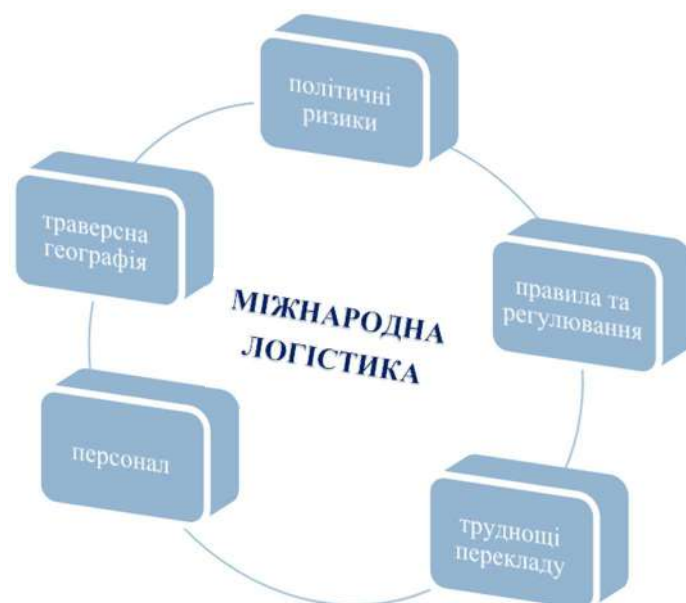 політичні
ризики
правила та
регулювання
труднощі
перекладу
персонал
траверсна
географія
МІЖНАРОДНА
ЛОГІСТИКА